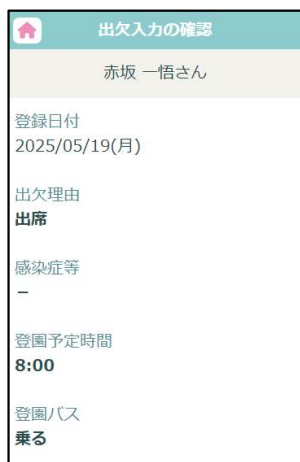 出欠入力の確認
赤坂 一悟さん
登録日付
2025/05/19(月)
出欠理由
出席
感染症等
−
登園予定時間
8:00
登園バス
乗る